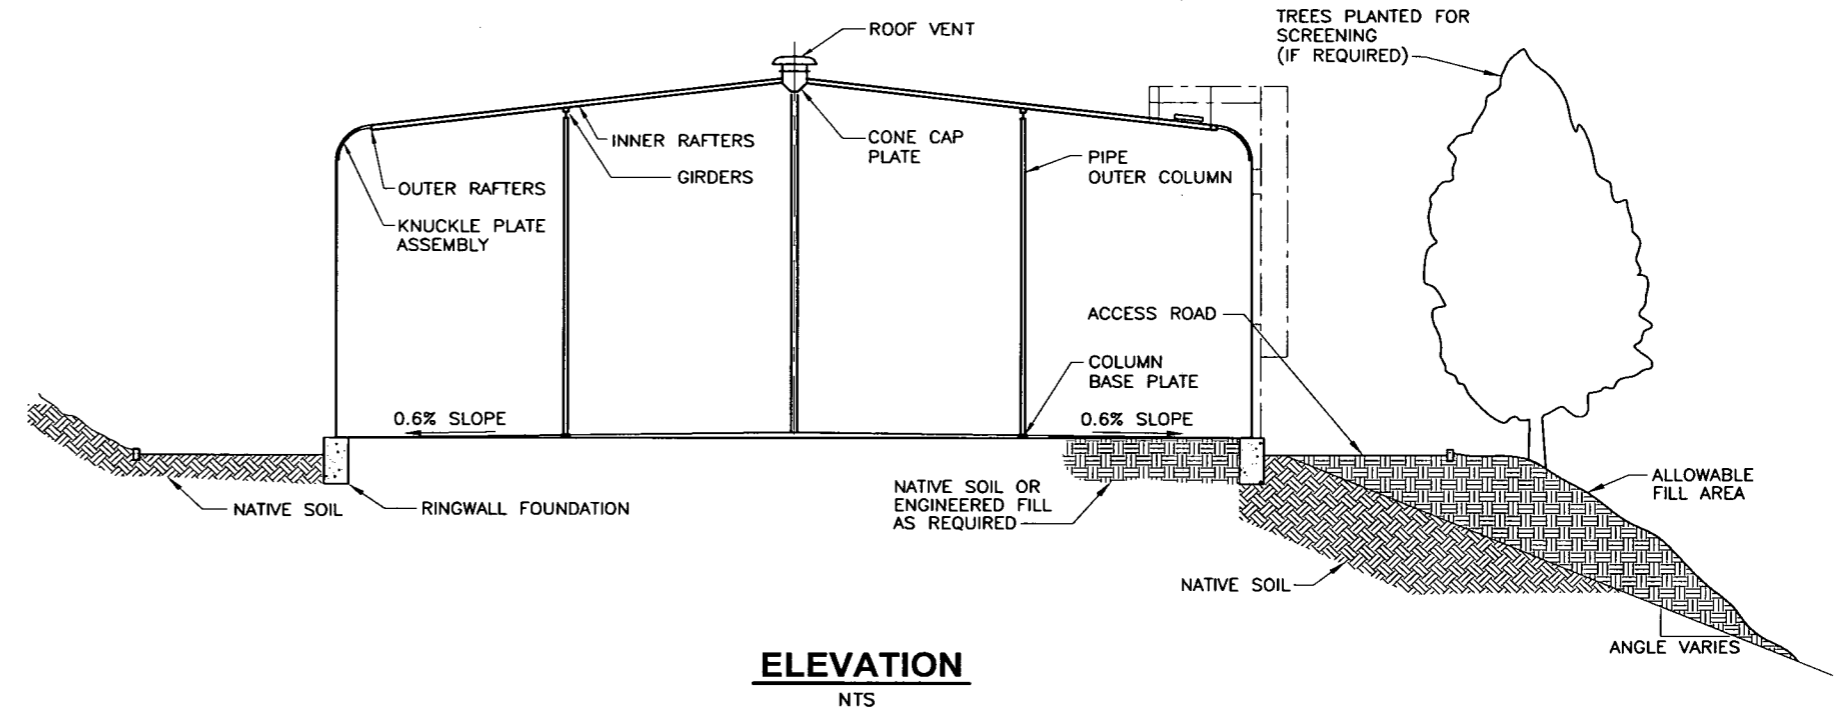 TREES PLANTED FOR
SCREENING
(IF REQUIRED)
ROOF VENT
INNER RAFTERS
CONE CAP
PLATE
GIRDERS
PIPE
OUTER COLUMN
OUTER RAFTERS
KNUCKLE PLATE
ASSEMBLY
ACCESS ROAD
COLUMN
BASE PLATE
0.6% SLOPE
0.6% SLOPE
NATIVE SOIL
RINGWALL FOUNDATION
NATIVE SOIL OR
ENGINEERED FILL
AS REQUIRED
ALLOWABLE
FILL AREA
NATIVE SOIL
ANGLE VARIES
ELEVATION
NTS